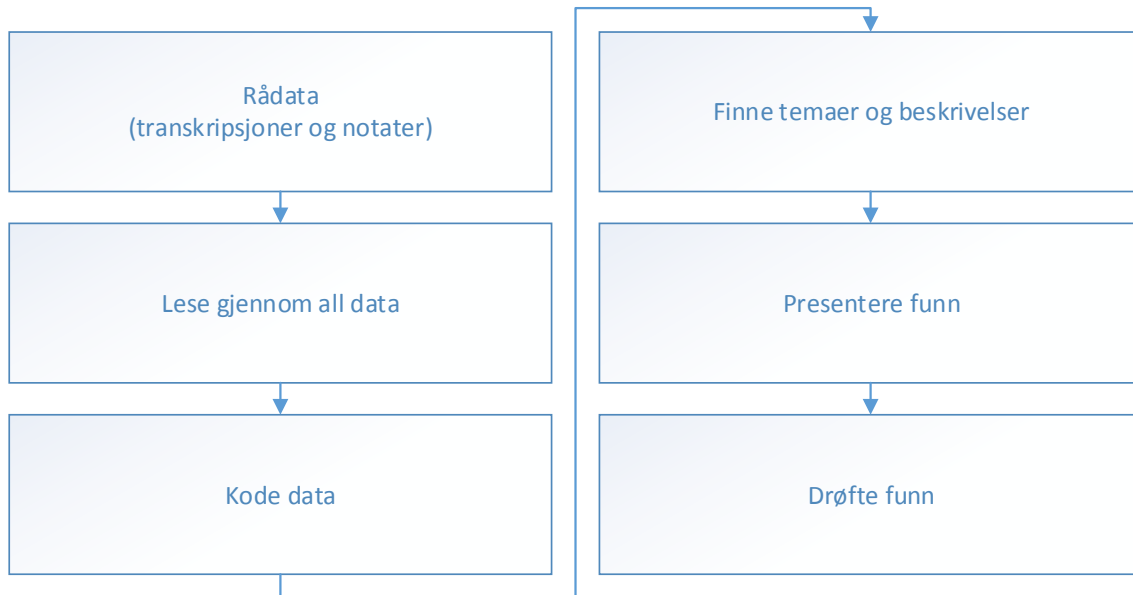 Rådata
(transkripsjoner og notater)
Lese gjennom all data
Kode data
Finne temaer og beskrivelser
Presentere funn
Drøfte funn